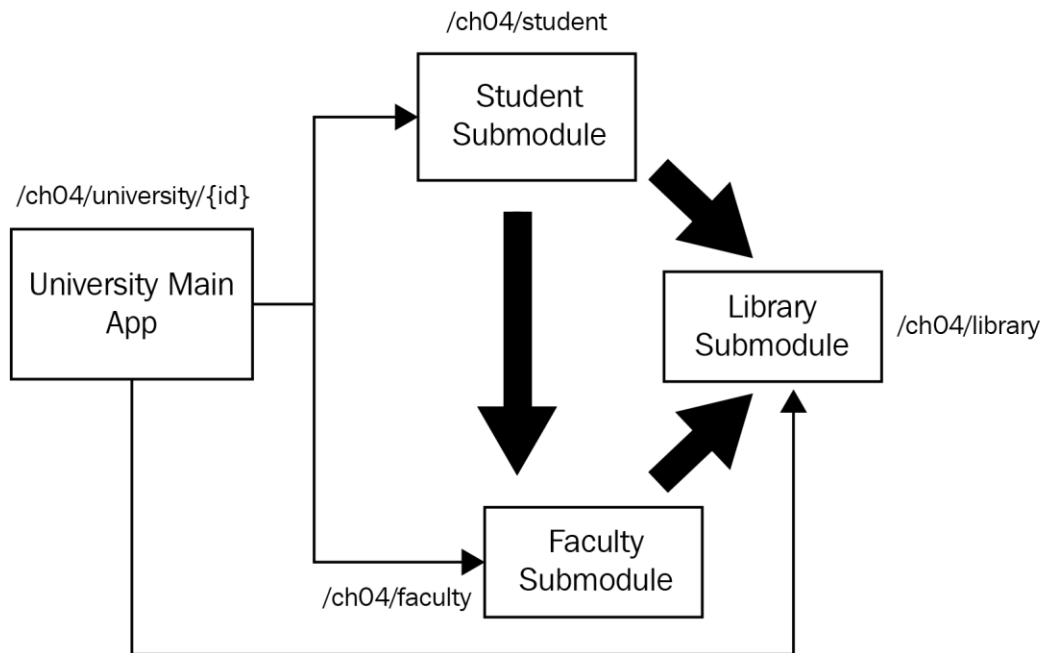 /ch04/student
Student
Submodule
/ch04/university/{id}
University Main
App
Library
Submodule
/ch04/library
Faculty
Submodule
/ch04/faculty